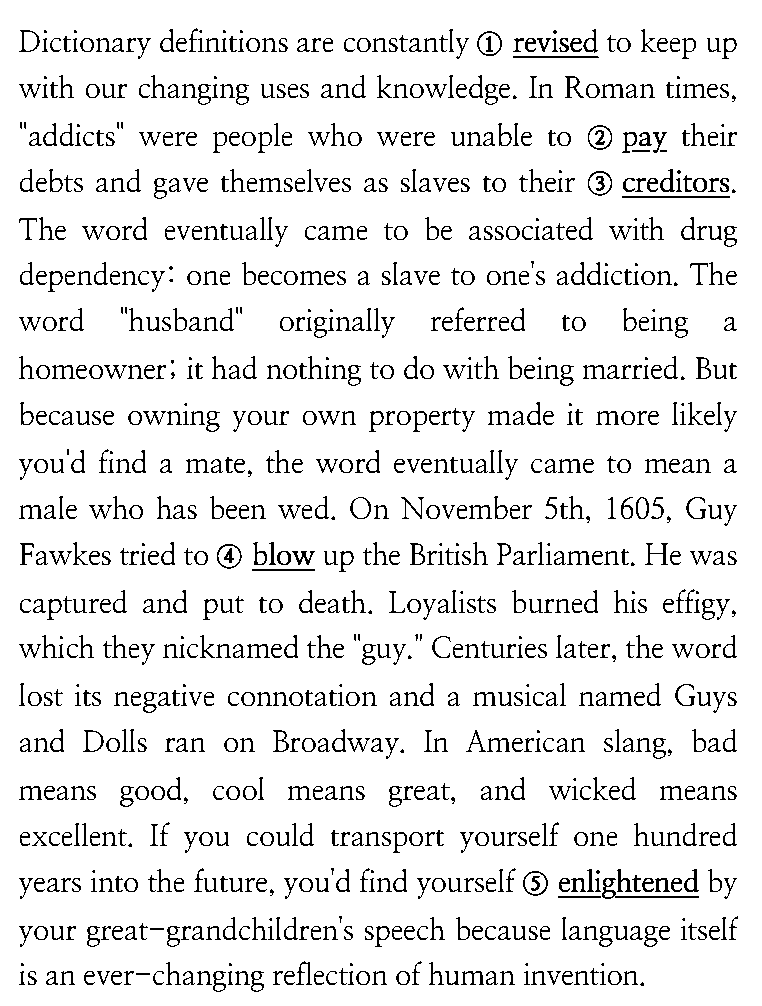 Dictionary definitions are constantly ① revised to keep up
with our changing uses and knowledge. In Roman times,
"addicts" were people who were unable to ② pay their
debts and gave themselves as slaves to their ③ creditors.
The word eventually came to be associated with drug
dependency: one becomes a slave to one's addiction. The
word "husband" originally referred to being a
homeowner; it had nothing to do with being married. But
because owning your own property made it more likely
you'd find a mate, the word eventually came to mean a
male who has been wed. On November 5th, 1605, Guy
Fawkes tried to ④ blow up the British Parliament. He was
captured and put to death. Loyalists burned his effigy,
which they nicknamed the "guy." Centuries later, the word
lost its negative connotation and a musical named Guys
and Dolls ran on Broadway. In American slang, bad
means good, cool means great, and wicked means
excellent. If you could transport yourself one hundred
years into the future, you'd find yourself ⑤ enlightened by
your great-grandchildren's speech because language itself
is an ever-changing reflection of human invention.